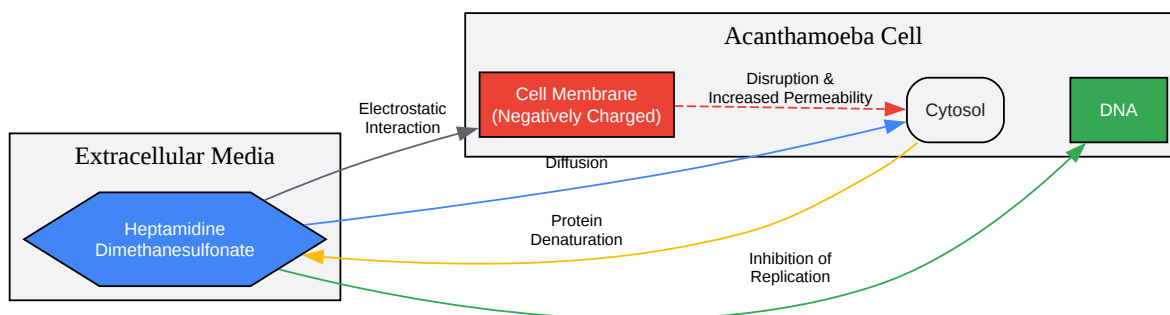 Acanthamoeba Cell
Disruption &
Increased Permeability
Cell Membrane
(Negatively Charged)
Cytosol
DNA
Electrostatic
Interaction
Extracellular Media
Diffusion
Heptamidine
Dimethanesulfonate
Protein
Denaturation
Inhibition of
Replication